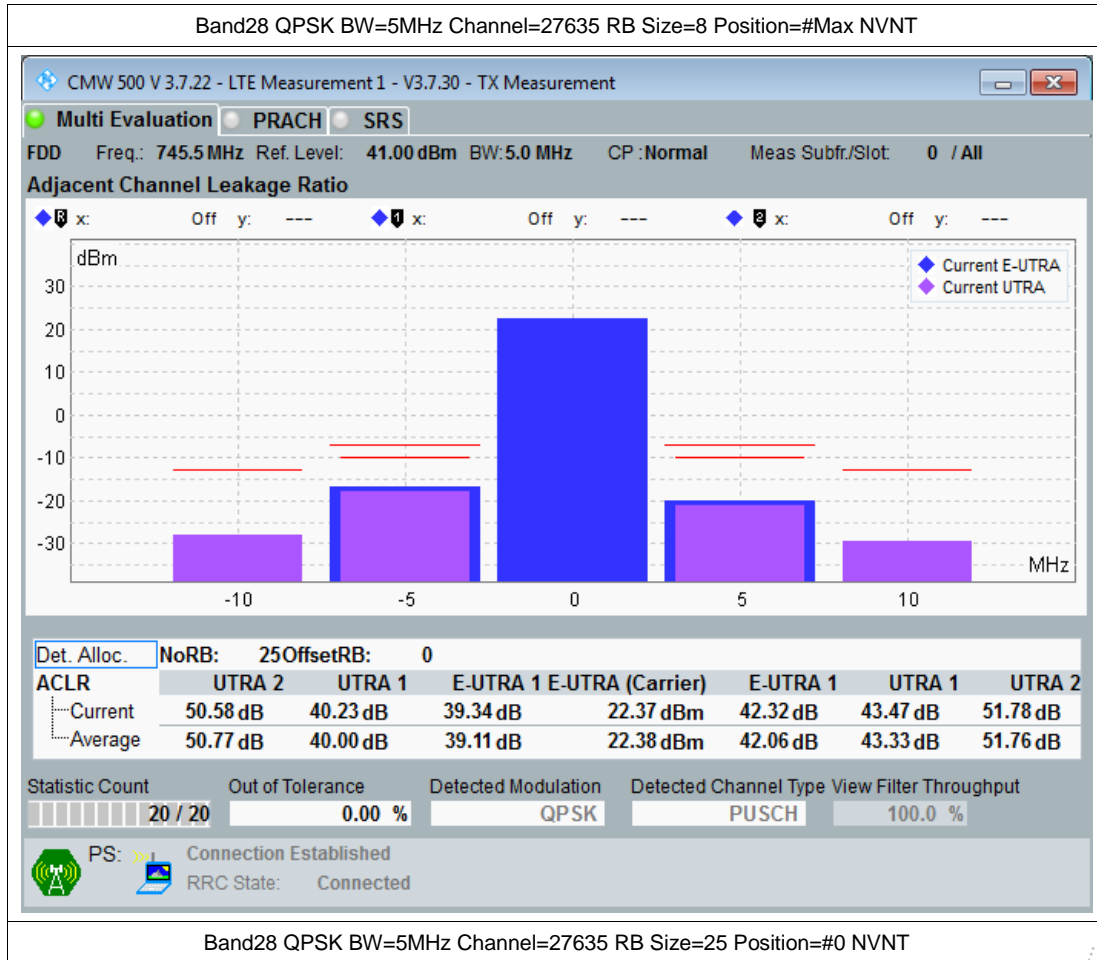 Band28 QPSK BW=5MHz Channel=27635 RB Size=8 Position=#Max NVNT
CMW 500 V 3.7.22 - LTE Measurement 1 - V3.7.30 - TX Measurement
Multi Evaluation PRACH SRS
FDD Freq.: 745.5 MHz Ref. Level: 41.00 dBm BW: 5.0 MHz CP : Normal Meas Subfr./Slot: 0 / All
Adjacent Channel Leakage Ratio
R x: Off y: --- 1 x: Off y: --- 2 x: Off y: ---
dBm
Current E-UTRA
Current UTRA
30
20
10
0
-10
-20
-30
MHz
-10 -5 0 5 10
Det. Alloc. NoRB: 25 OffsetRB: 0
ACLR UTRA 2 UTRA 1 E-UTRA 1 E-UTRA (Carrier) E-UTRA 1 UTRA 1 UTRA 2
Current 50.58 dB 40.23 dB 39.34 dB 22.37 dBm 42.32 dB 43.47 dB 51.78 dB
Average 50.77 dB 40.00 dB 39.11 dB 22.38 dBm 42.06 dB 43.33 dB 51.76 dB
Statistic Count Out of Tolerance Detected Modulation Detected Channel Type View Filter Throughput
20 / 20 0.00 % QPSK PUSCH 100.0 %
PS: Connection Established
RRC State: Connected
Band28 QPSK BW=5MHz Channel=27635 RB Size=25 Position=#0 NVNT